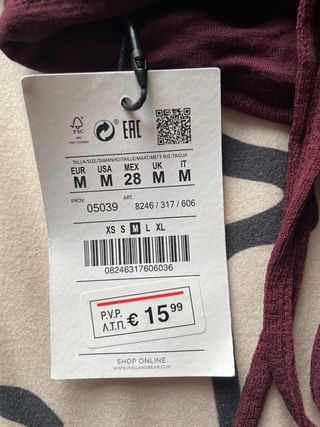 FSC
EAC
TALLA/SIZE/TAMANHO/TAILLE/MAAT/ΜΕΓΕΘΟΣ/TAGLIA
EUR USA MEX UK IT
M M 28 M M
PROV. ART.
05039 8246 / 317 / 606
XS S M L XL
08246317606036
P.V.P.
Λ.Τ.Π. € 15 99
SHOP ONLINE
WWW.PULLANDBEAR.COM